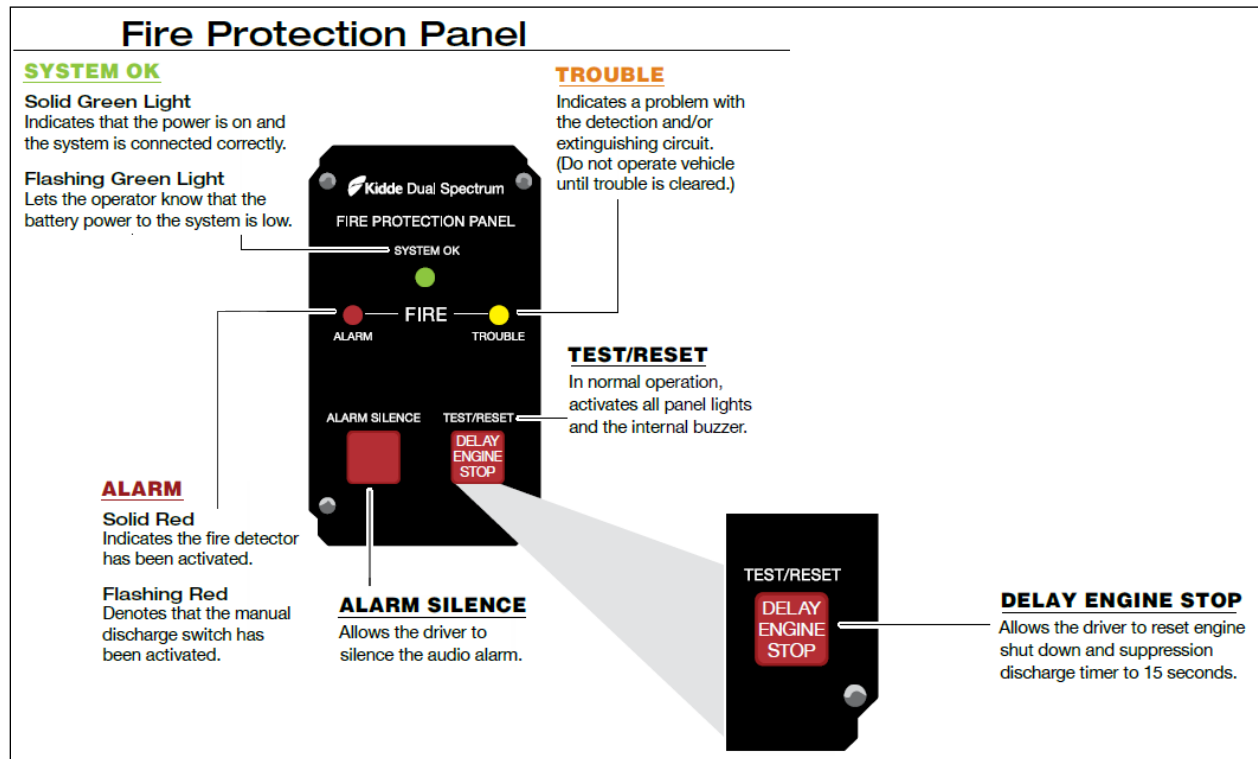 Fire Protection Panel
SYSTEM OK
Solid Green Light
Indicates that the power is on and
the system is connected correctly.
Flashing Green Light
Lets the operator know that the
battery power to the system is low.
TROUBLE
Indicates a problem with
the detection and/or
extinguishing circuit.
(Do not operate vehicle
until trouble is cleared.)
Kidde Dual Spectrum
FIRE PROTECTION PANEL
SYSTEM OK
FIRE
ALARM
TROUBLE
ALARM SILENCE
TEST/RESET
DELAY
ENGINE
STOP
TEST/RESET
In normal operation,
activates all panel lights
and the internal buzzer.
ALARM
Solid Red
Indicates the fire detector
has been activated.
Flashing Red
Denotes that the manual
discharge switch has
been activated.
ALARM SILENCE
Allows the driver to
silence the audio alarm.
TEST/RESET
DELAY
ENGINE
STOP
DELAY ENGINE STOP
Allows the driver to reset engine
shut down and suppression
discharge timer to 15 seconds.